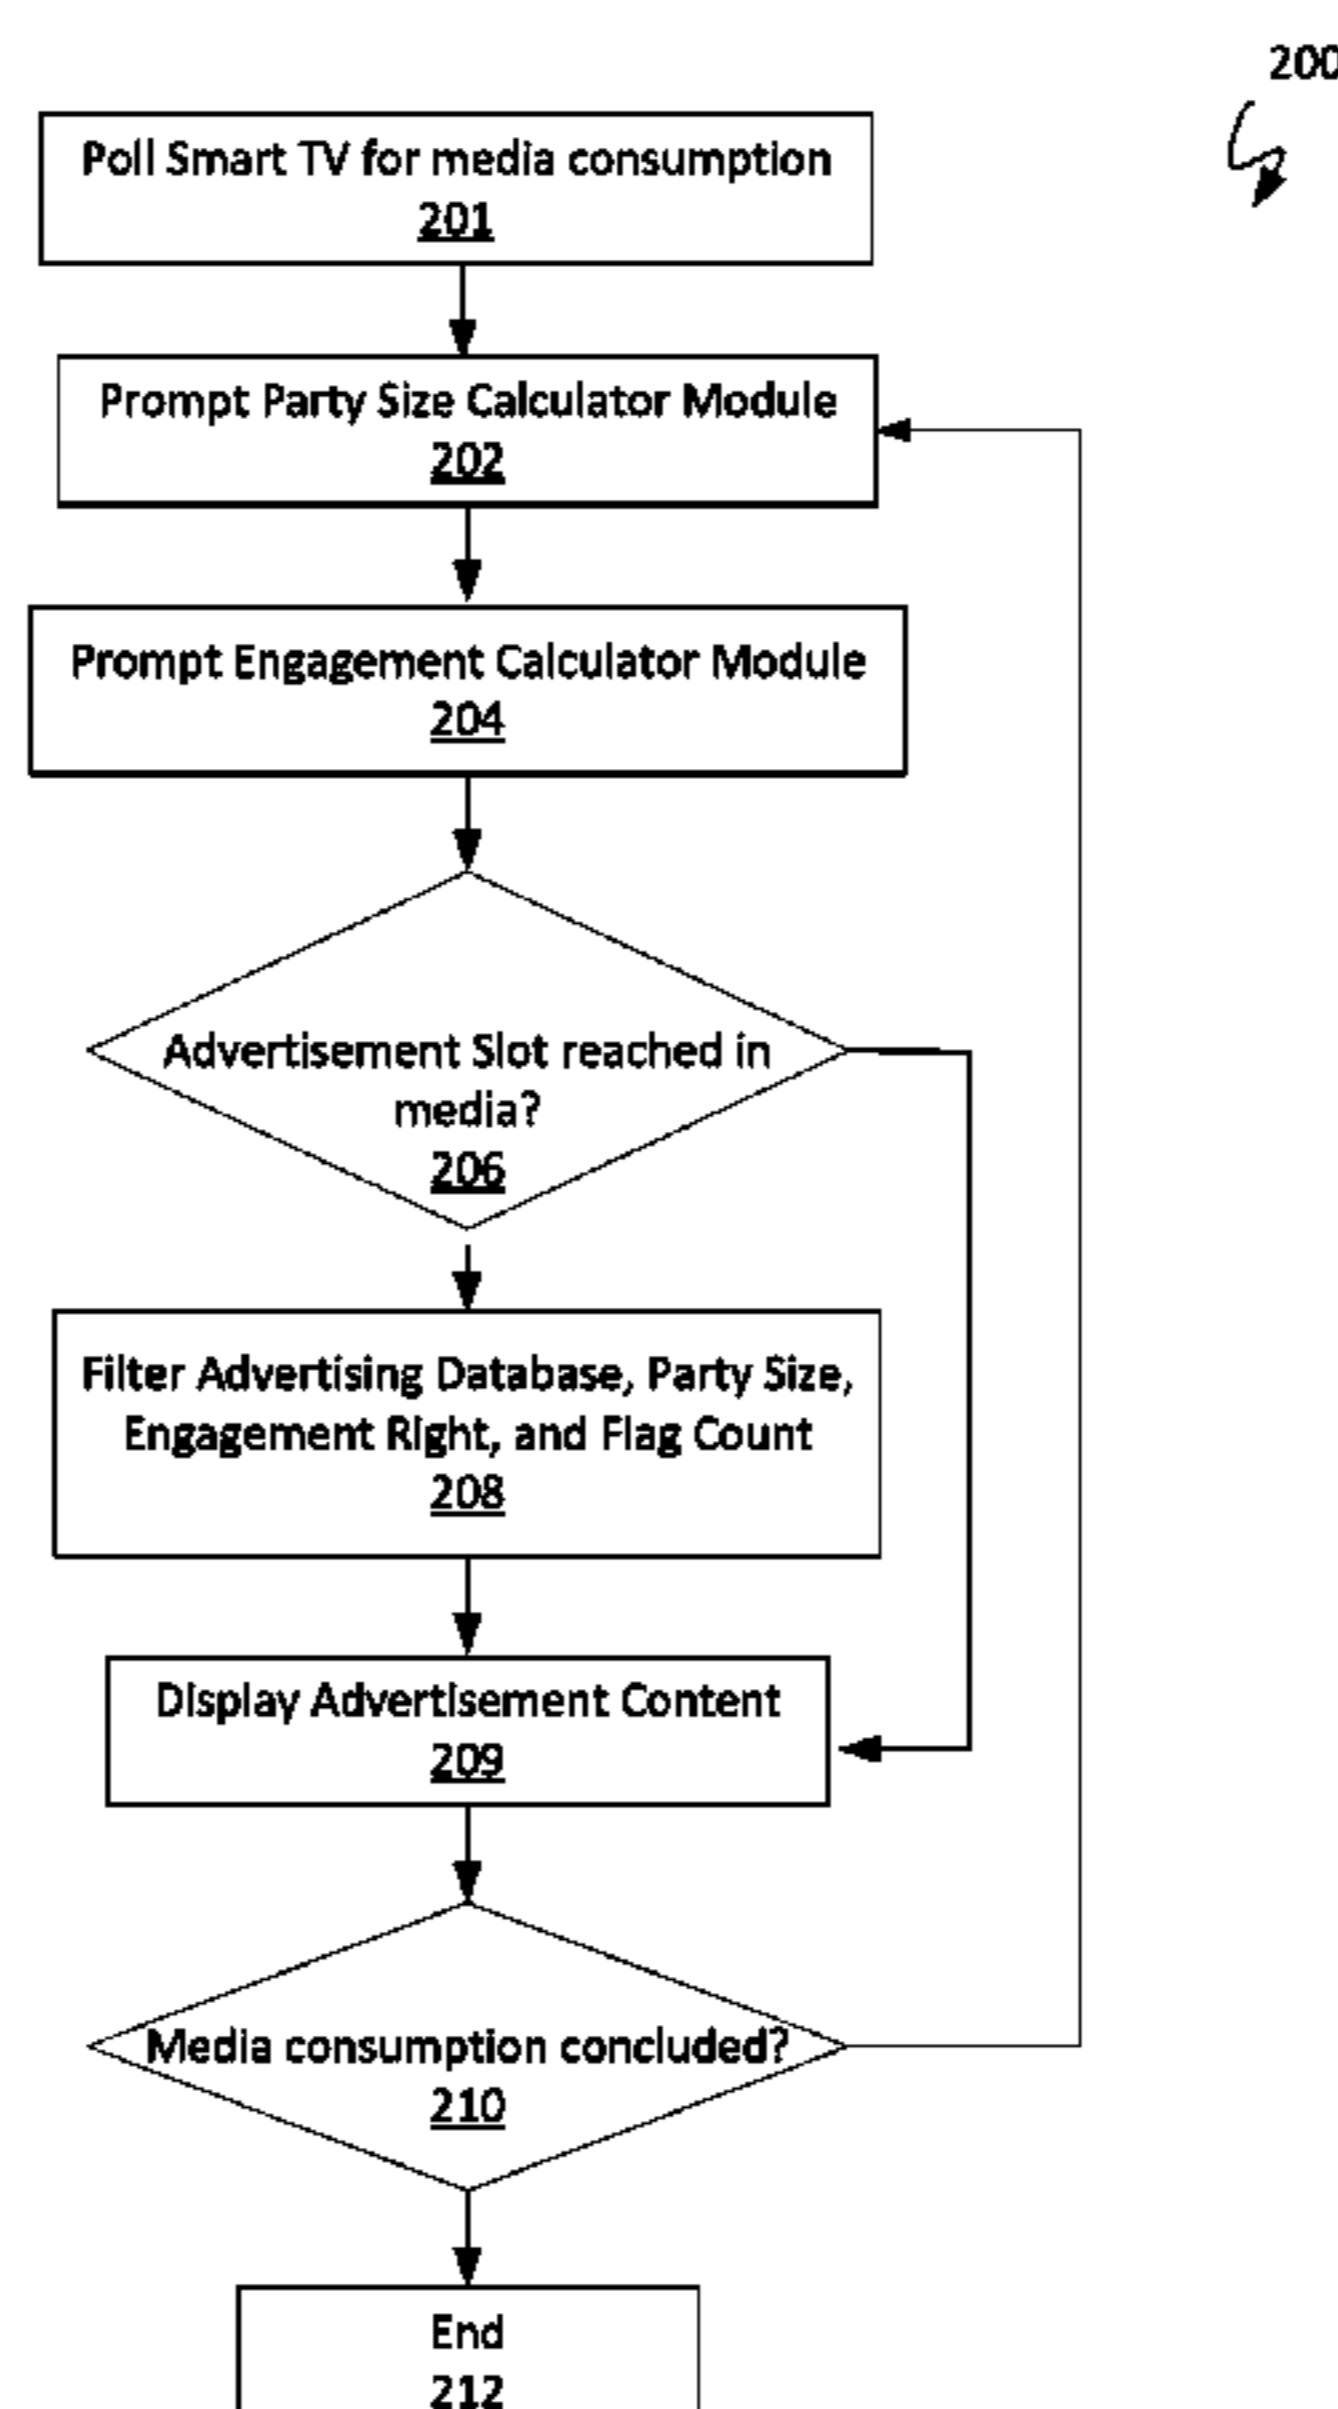 200
Poll Smart TV for media consumption
201
Prompt Party Size Calculator Module
202
Prompt Engagement Calculator Module
204
Advertisement Slot reached in
media?
206
Filter Advertising Database, Party Size,
Engagement Right, and Flag Count
208
Display Advertisement Content
209
Media consumption concluded?
210
End
212